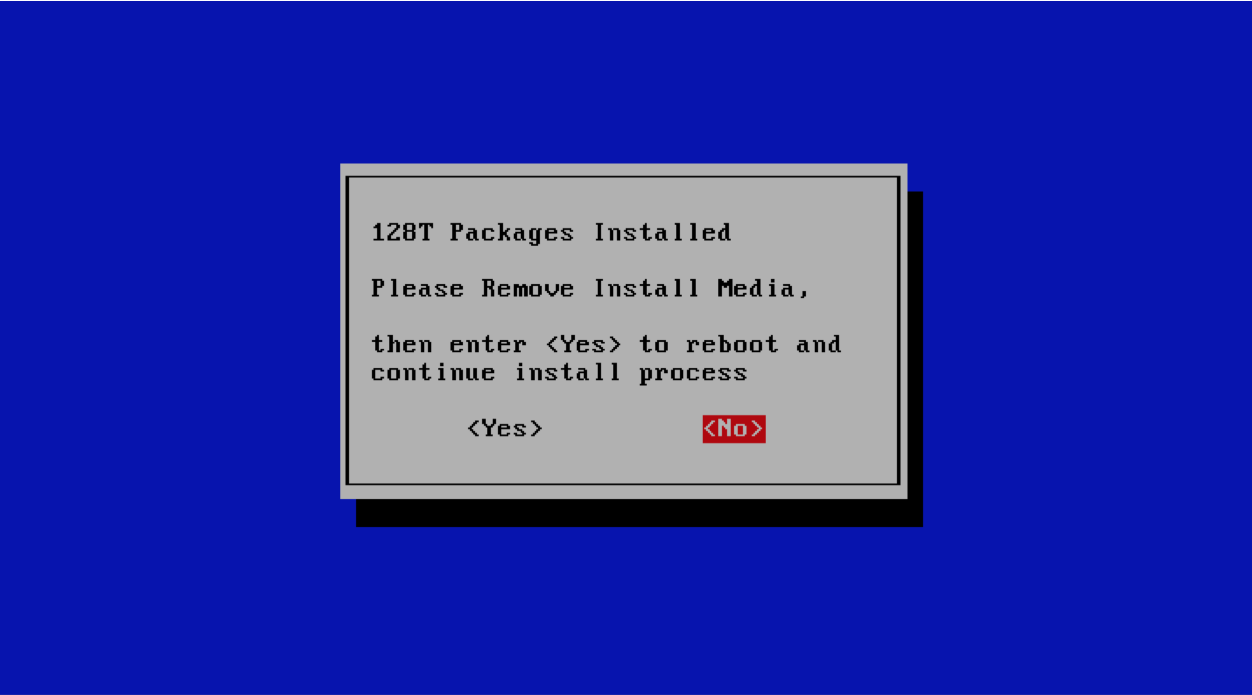 128T Packages Installed
Please Remove Install Media,
then enter <Yes> to reboot and
continue install process
<Yes> <No>